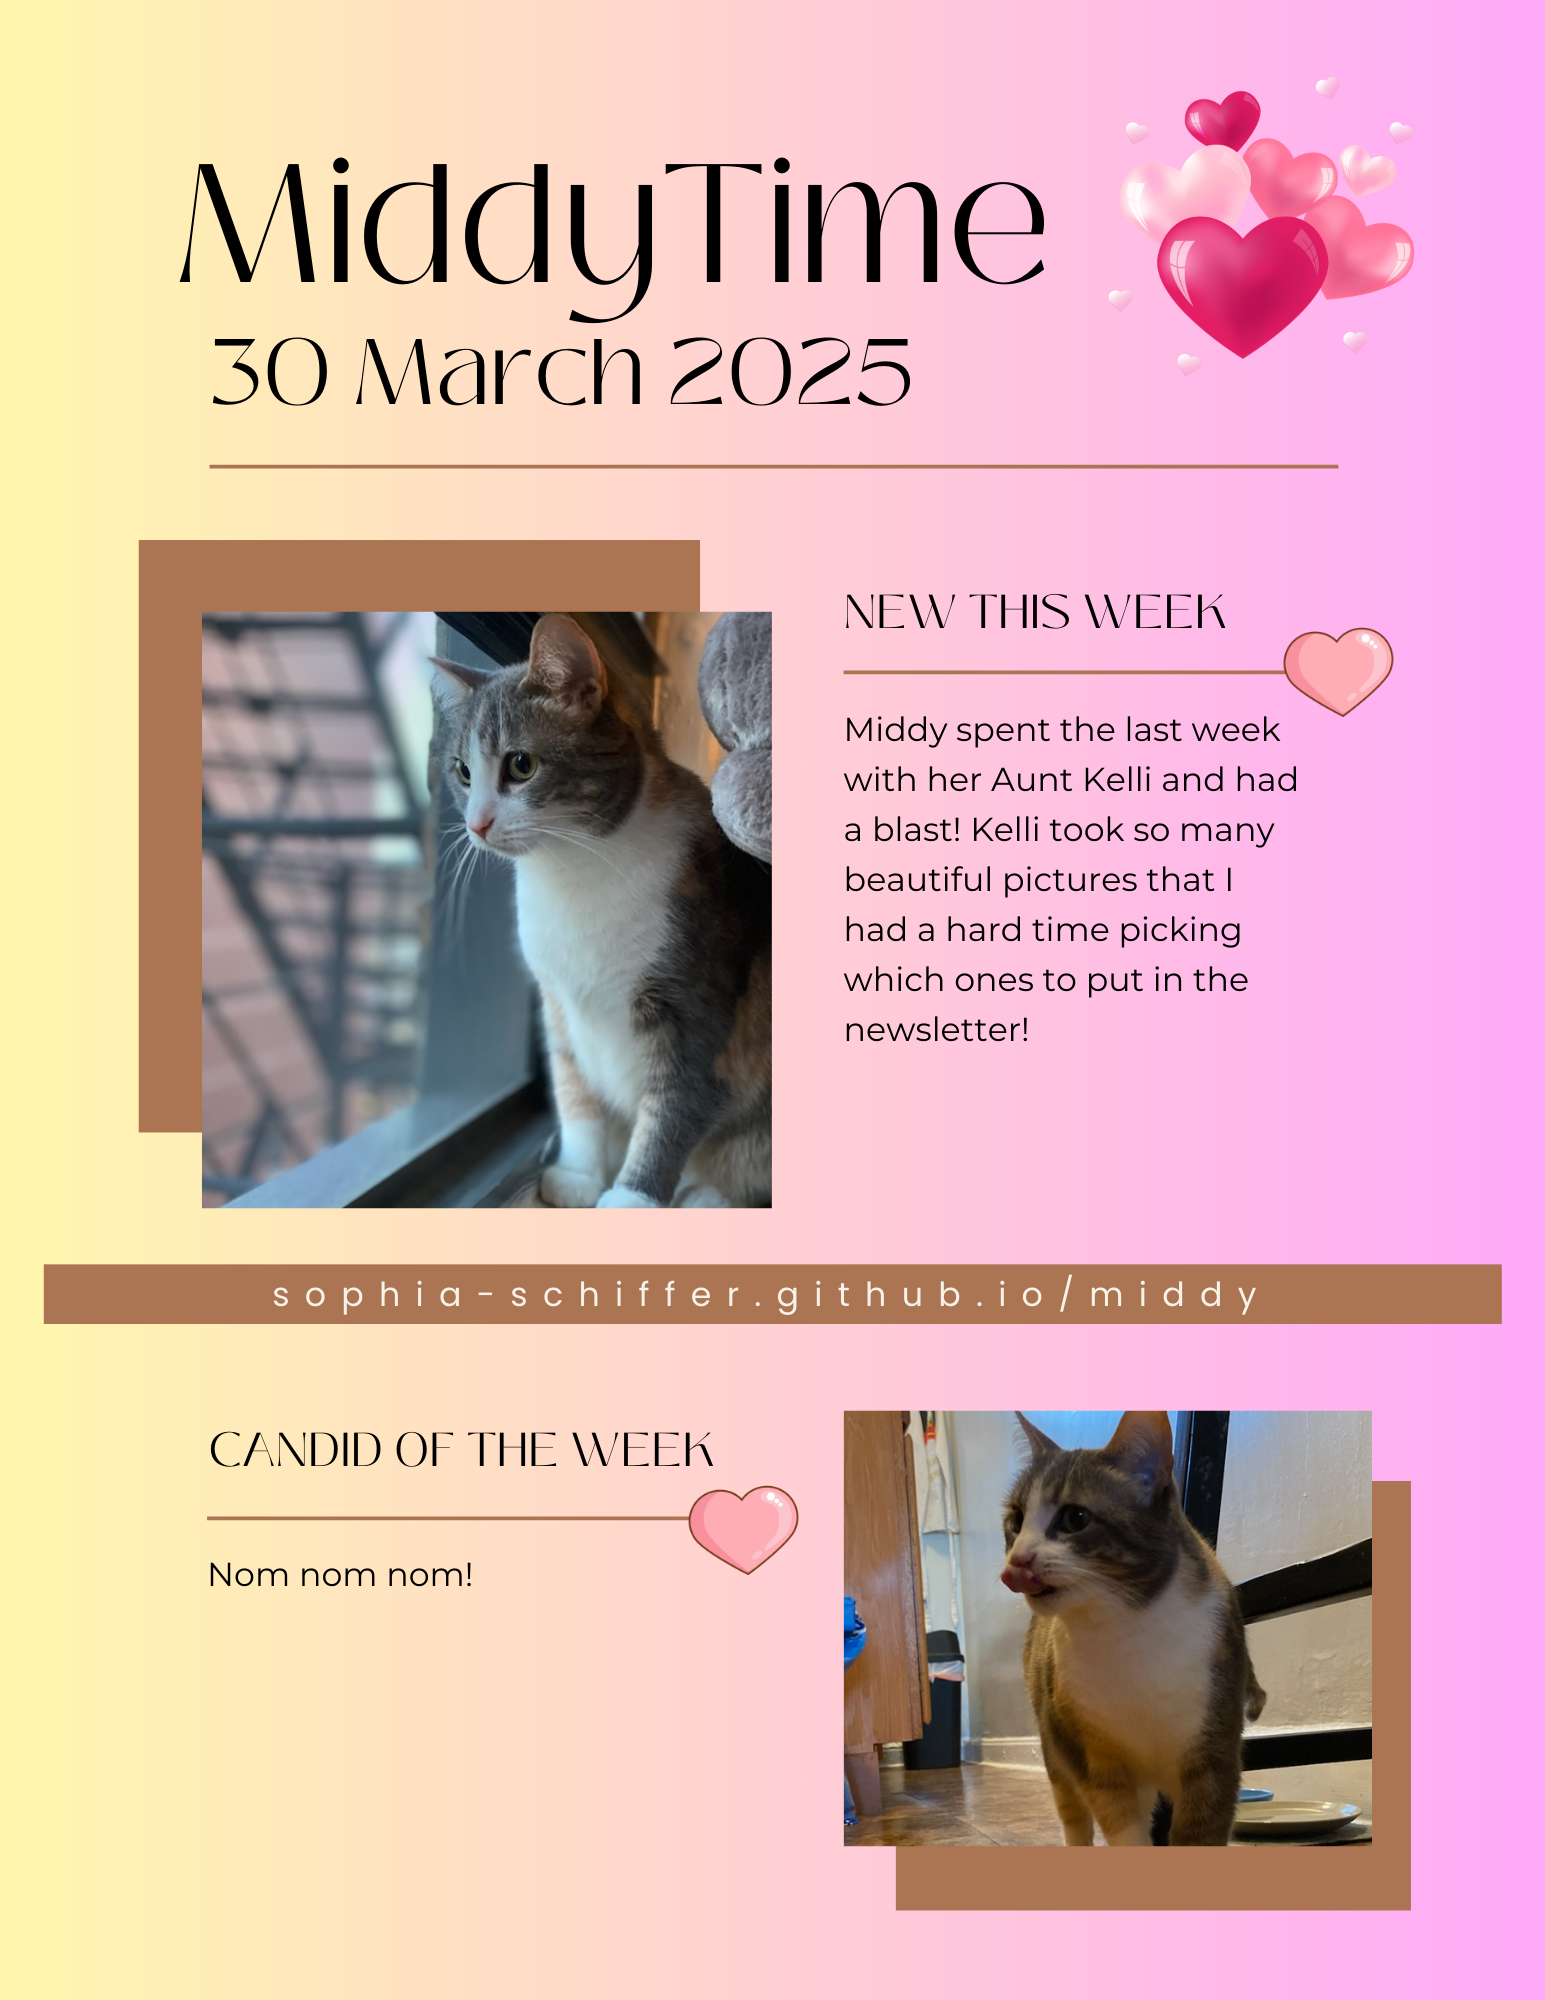 MiddyTime
30 March 2025
NEW THIS WEEK
Middy spent the last week
with her Aunt Kelli and had
a blast! Kelli took so many
beautiful pictures that I
had a hard time picking
which ones to put in the
newsletter!
sophia-schiffer.github.io/middy
CANDID OF THE WEEK
Nom nom nom!